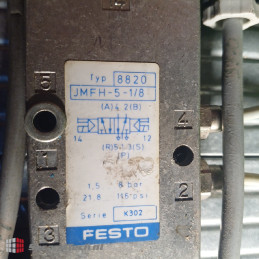 Typ 8820
JMFH-5-1/8
5
(A)4 2(B)
4
14 12
(R)5 3(S)
1
(P)
1.5 8 bar
2
21.8 116 psi
Serie K302
3
FESTO